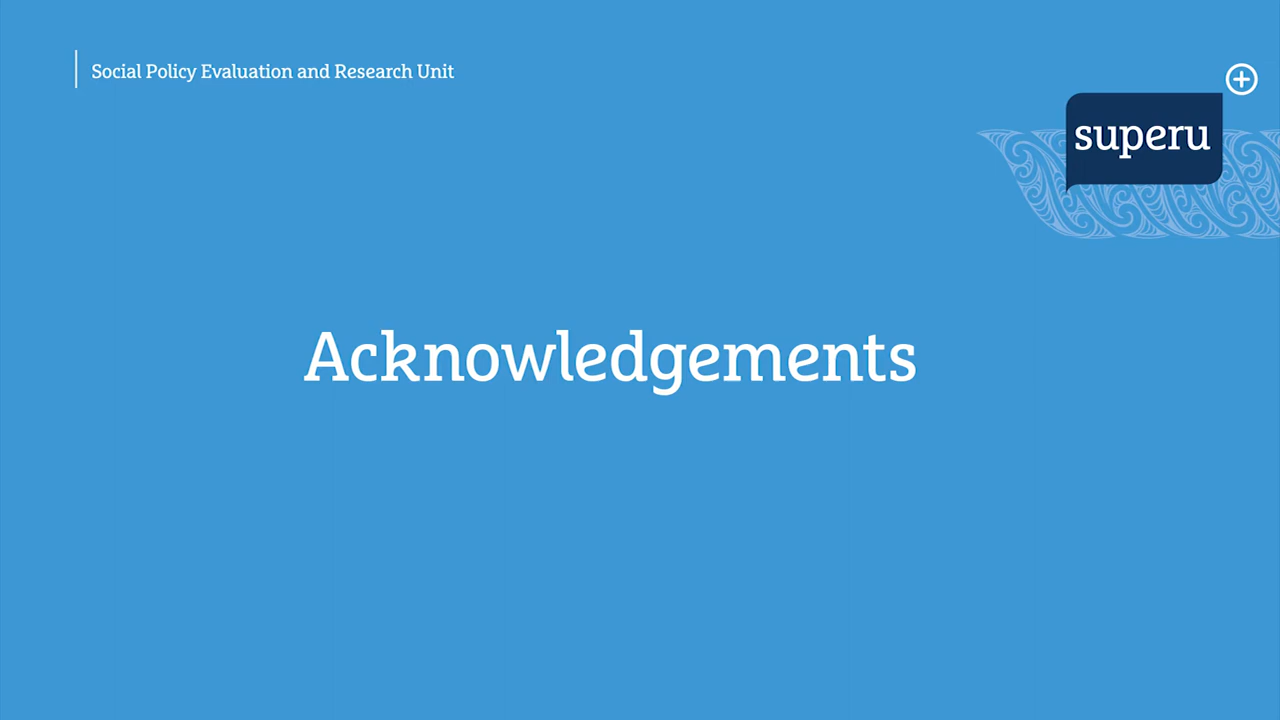 Social Policy Evaluation and Research Unit
superu
Acknowledgements